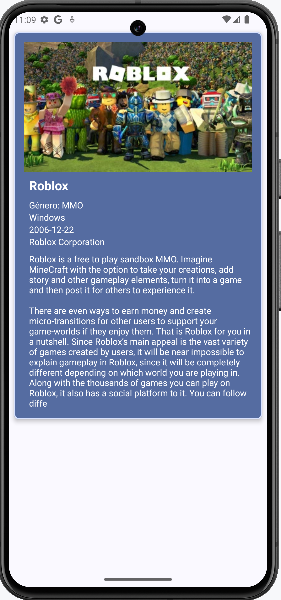 11:09
ROBLOX
Roblox
Género: MMO
Windows
2006-12-22
Roblox Corporation
Roblox is a free to play sandbox MMO. Imagine
MineCraft with the option to take your creations, add
story and other gameplay elements, turn it into a game
and then post it for others to experience it.
There are even ways to earn money and create
micro-transitions for other users to support your
game-worlds if they enjoy them. That is Roblox for you in
a nutshell. Since Roblox's main appeal is the vast variety
of games created by users, it will be near impossible to
explain gameplay in Roblox, since it will be completely
different depending on which world you are playing in.
Along with the thousands of games you can play on
Roblox, it also has a social platform to it. You can follow
diffe